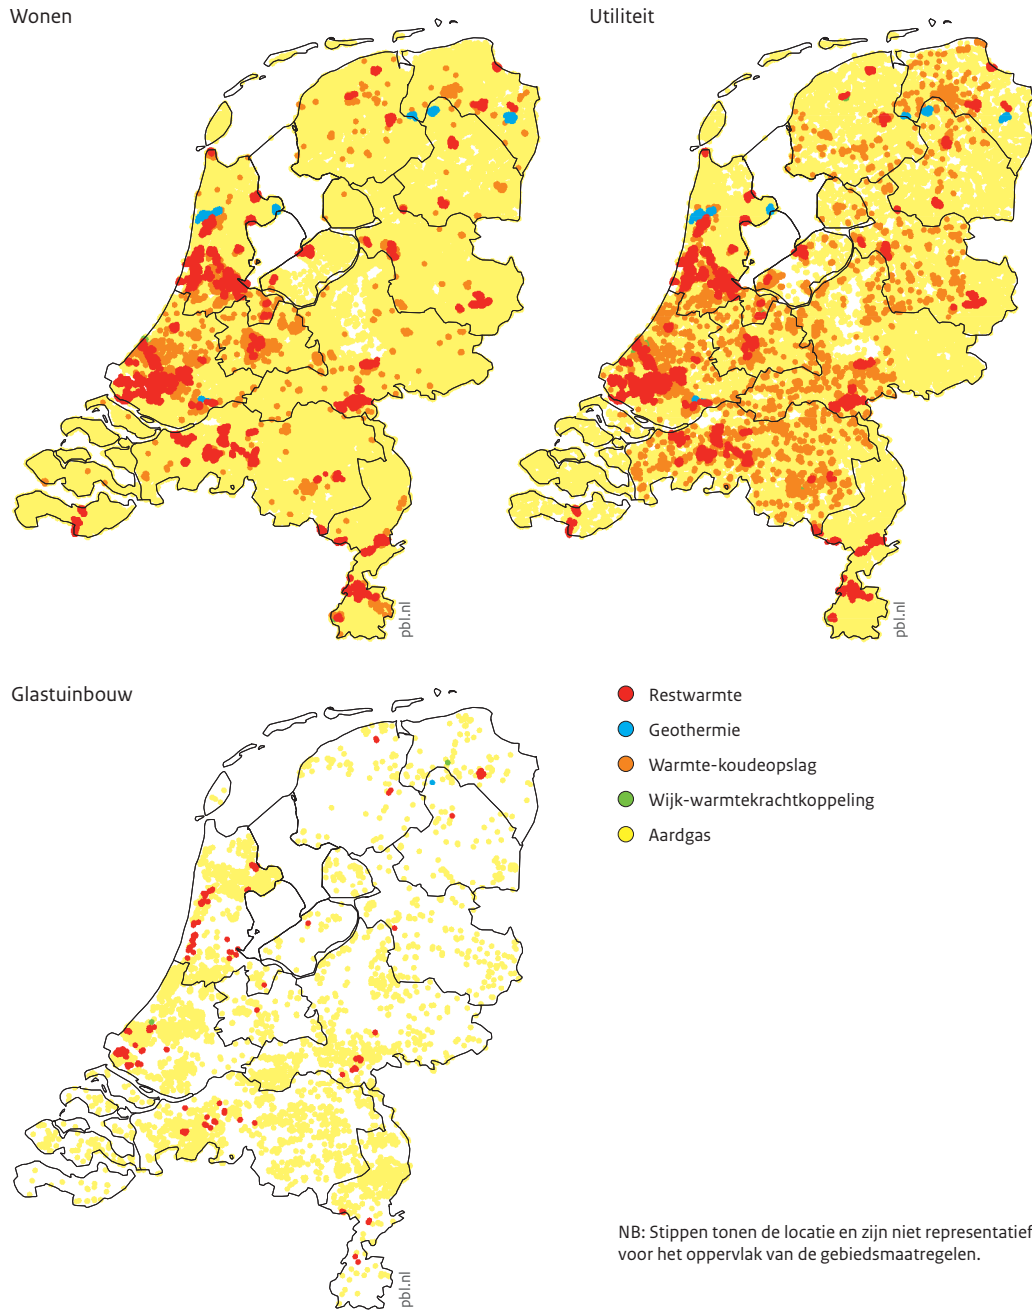 Wonen
Utiliteit
pbl.nl
pbl.nl
Glastuinbouw
Restwarmte
Geothermie
Warmte-koudeopslag
Wijk-warmtekrachtkoppeling
Aardgas
pbl.nl
NB: Stippen tonen de locatie en zijn niet representatief
voor het oppervlak van de gebiedsmaatregelen.